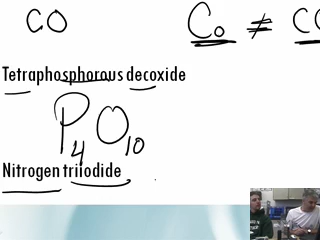 CO Co ≠ CO
Tetraphosphorous decoxide
P4O10
Nitrogen triiodide